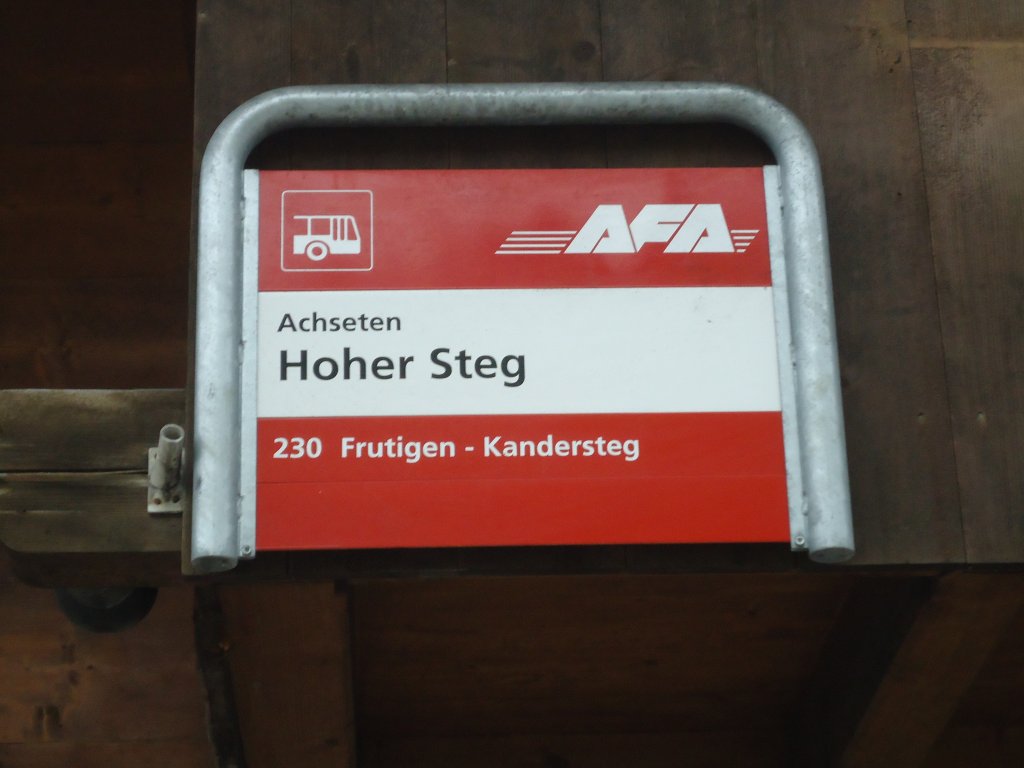 AFA
Achseten
Hoher Steg
230 Frutigen - Kandersteg